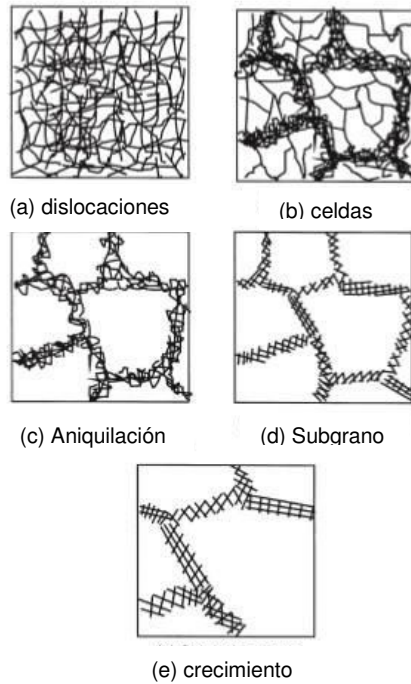 (a) dislocaciones
(b) celdas
(c) Aniquilación
(d) Subgrano
(e) crecimiento